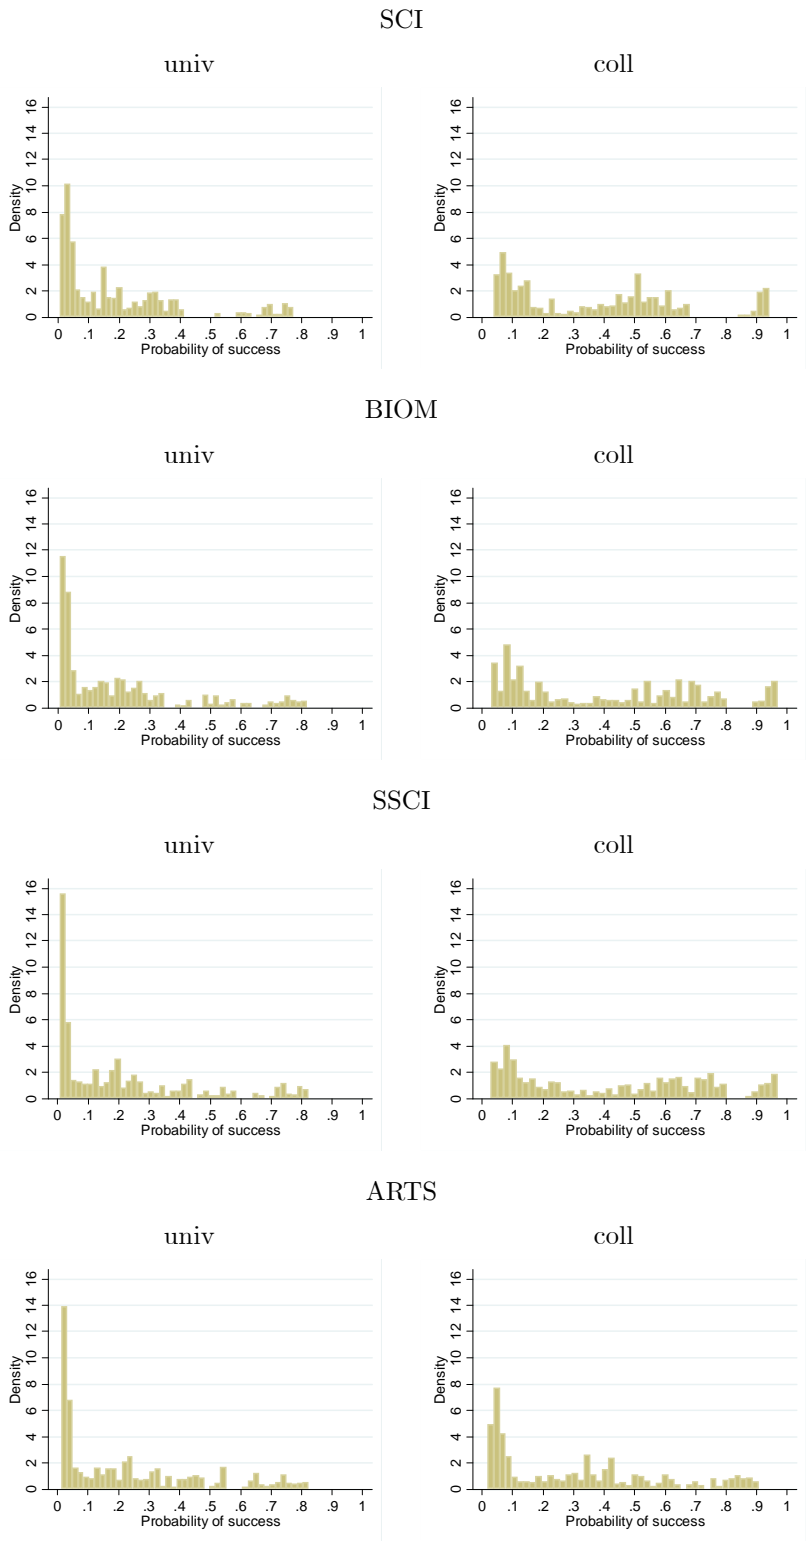 SCI
univ coll
Density
0 2 4 6 8 10 12 14 16
0 .1 .2 .3 .4 .5 .6 .7 .8 .9 1
Probability of success
Density
0 2 4 6 8 10 12 14 16
0 .1 .2 .3 .4 .5 .6 .7 .8 .9 1
Probability of success
BIOM
univ coll
Density
0 2 4 6 8 10 12 14 16
0 .1 .2 .3 .4 .5 .6 .7 .8 .9 1
Probability of success
Density
0 2 4 6 8 10 12 14 16
0 .1 .2 .3 .4 .5 .6 .7 .8 .9 1
Probability of success
SSCI
univ coll
Density
0 2 4 6 8 10 12 14 16
0 .1 .2 .3 .4 .5 .6 .7 .8 .9 1
Probability of success
Density
0 2 4 6 8 10 12 14 16
0 .1 .2 .3 .4 .5 .6 .7 .8 .9 1
Probability of success
ARTS
univ coll
Density
0 2 4 6 8 10 12 14 16
0 .1 .2 .3 .4 .5 .6 .7 .8 .9 1
Probability of success
Density
0 2 4 6 8 10 12 14 16
0 .1 .2 .3 .4 .5 .6 .7 .8 .9 1
Probability of success